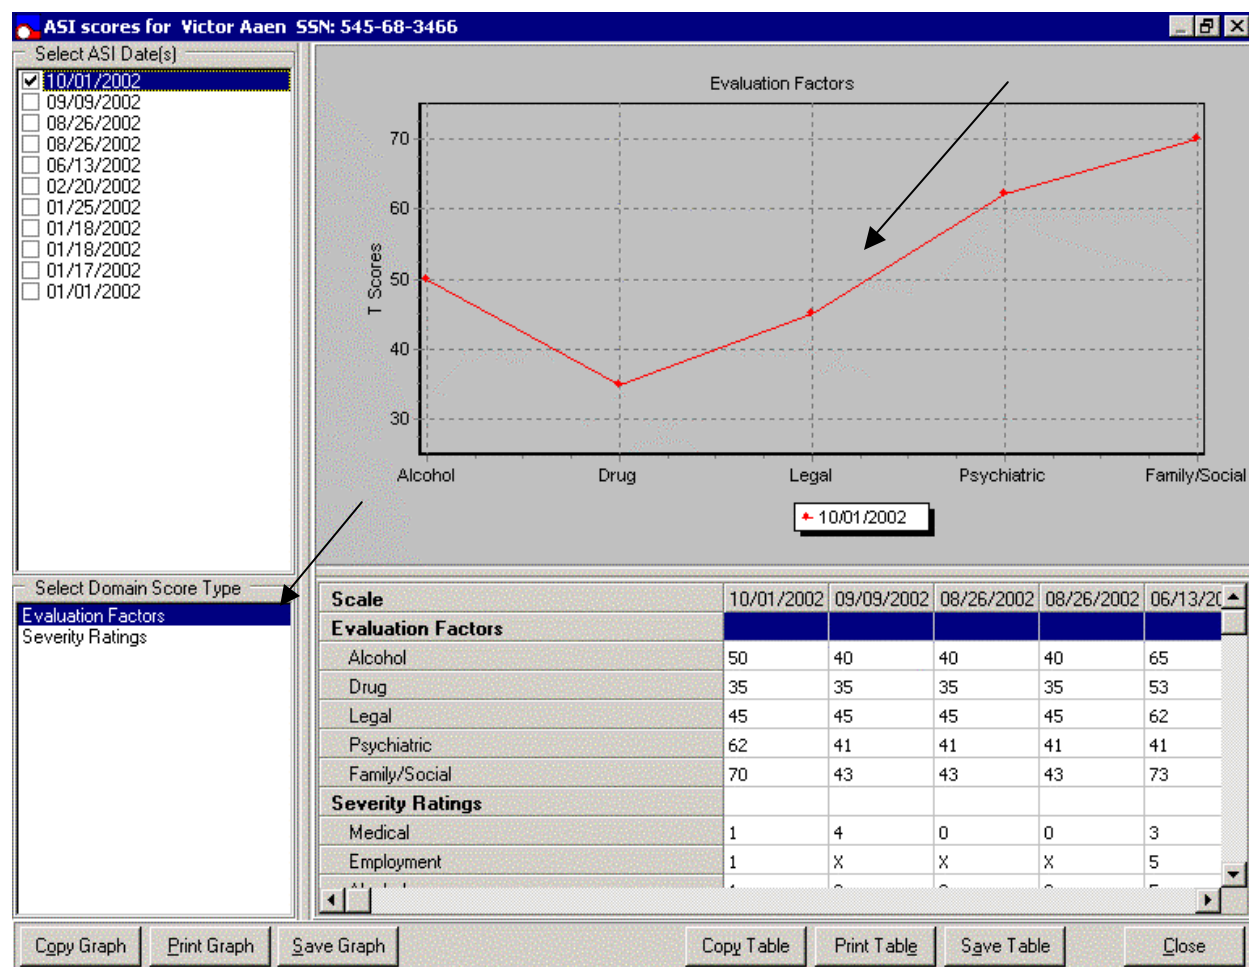 ASI scores for Victor Aaen SSN: 545-68-3466
Select ASI Date(s)
10/01/2002
09/09/2002
08/26/2002
08/26/2002
06/13/2002
02/20/2002
01/25/2002
01/18/2002
01/18/2002
01/17/2002
01/01/2002
Evaluation Factors
T Scores
70
60
50
40
30
Alcohol Drug Legal Psychiatric Family/Social
10/01/2002
Select Domain Score Type
Evaluation Factors
Severity Ratings
Scale 10/01/2002 09/09/2002 08/26/2002 08/26/2002 06/13/20
Evaluation Factors
Alcohol 50 40 40 40 65
Drug 35 35 35 35 53
Legal 45 45 45 45 62
Psychiatric 62 41 41 41 41
Family/Social 70 43 43 43 73
Severity Ratings
Medical 1 4 0 0 3
Employment 1 X X X 5
Copy Graph Print Graph Save Graph Copy Table Print Table Save Table Close